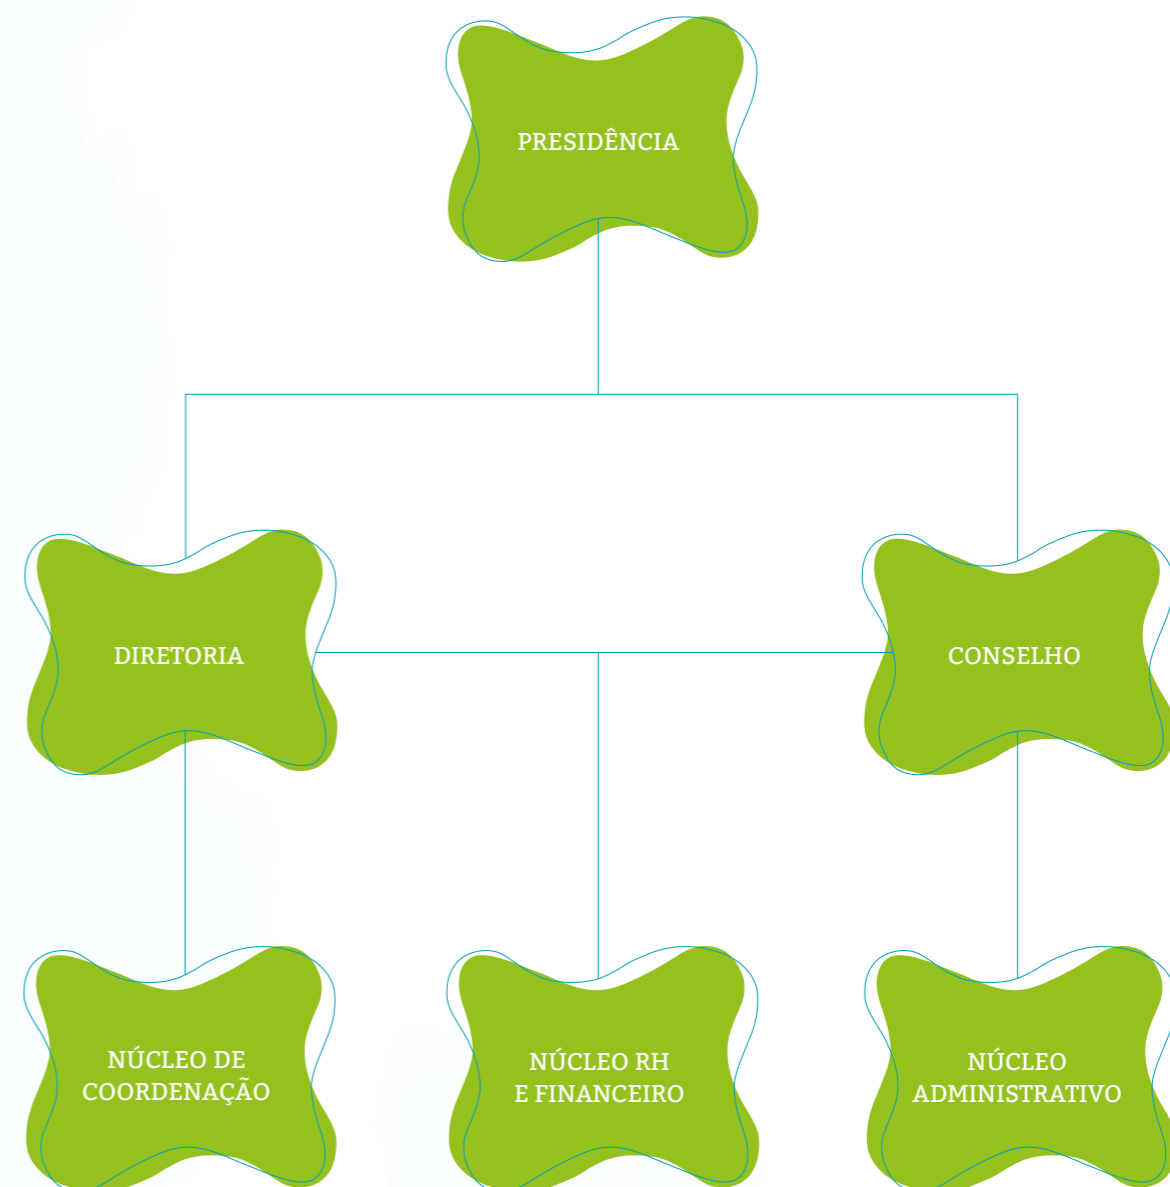 PRESIDÊNCIA
DIRETORIA
CONSELHO
NÚCLEO DE
COORDENAÇÃO
NÚCLEO RH
E FINANCEIRO
NÚCLEO
ADMINISTRATIVO